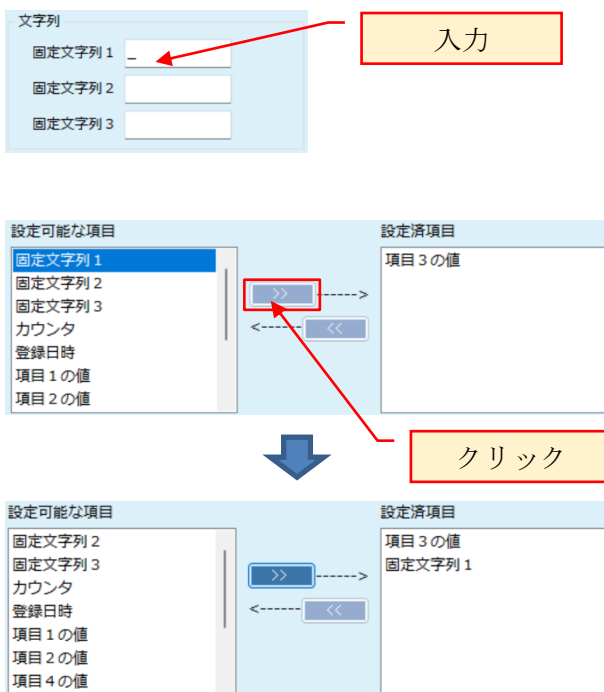 文字列
固定文字列1 _
入力
固定文字列2
固定文字列3
設定可能な項目
設定済項目
固定文字列1
固定文字列2
固定文字列3
カウンタ
登録日時
項目1の値
項目2の値
>> ------>
<------ <<
項目3の値
クリック
設定可能な項目
設定済項目
固定文字列2
固定文字列3
カウンタ
登録日時
項目1の値
項目2の値
項目4の値
>> ------>
<------ <<
項目3の値
固定文字列1